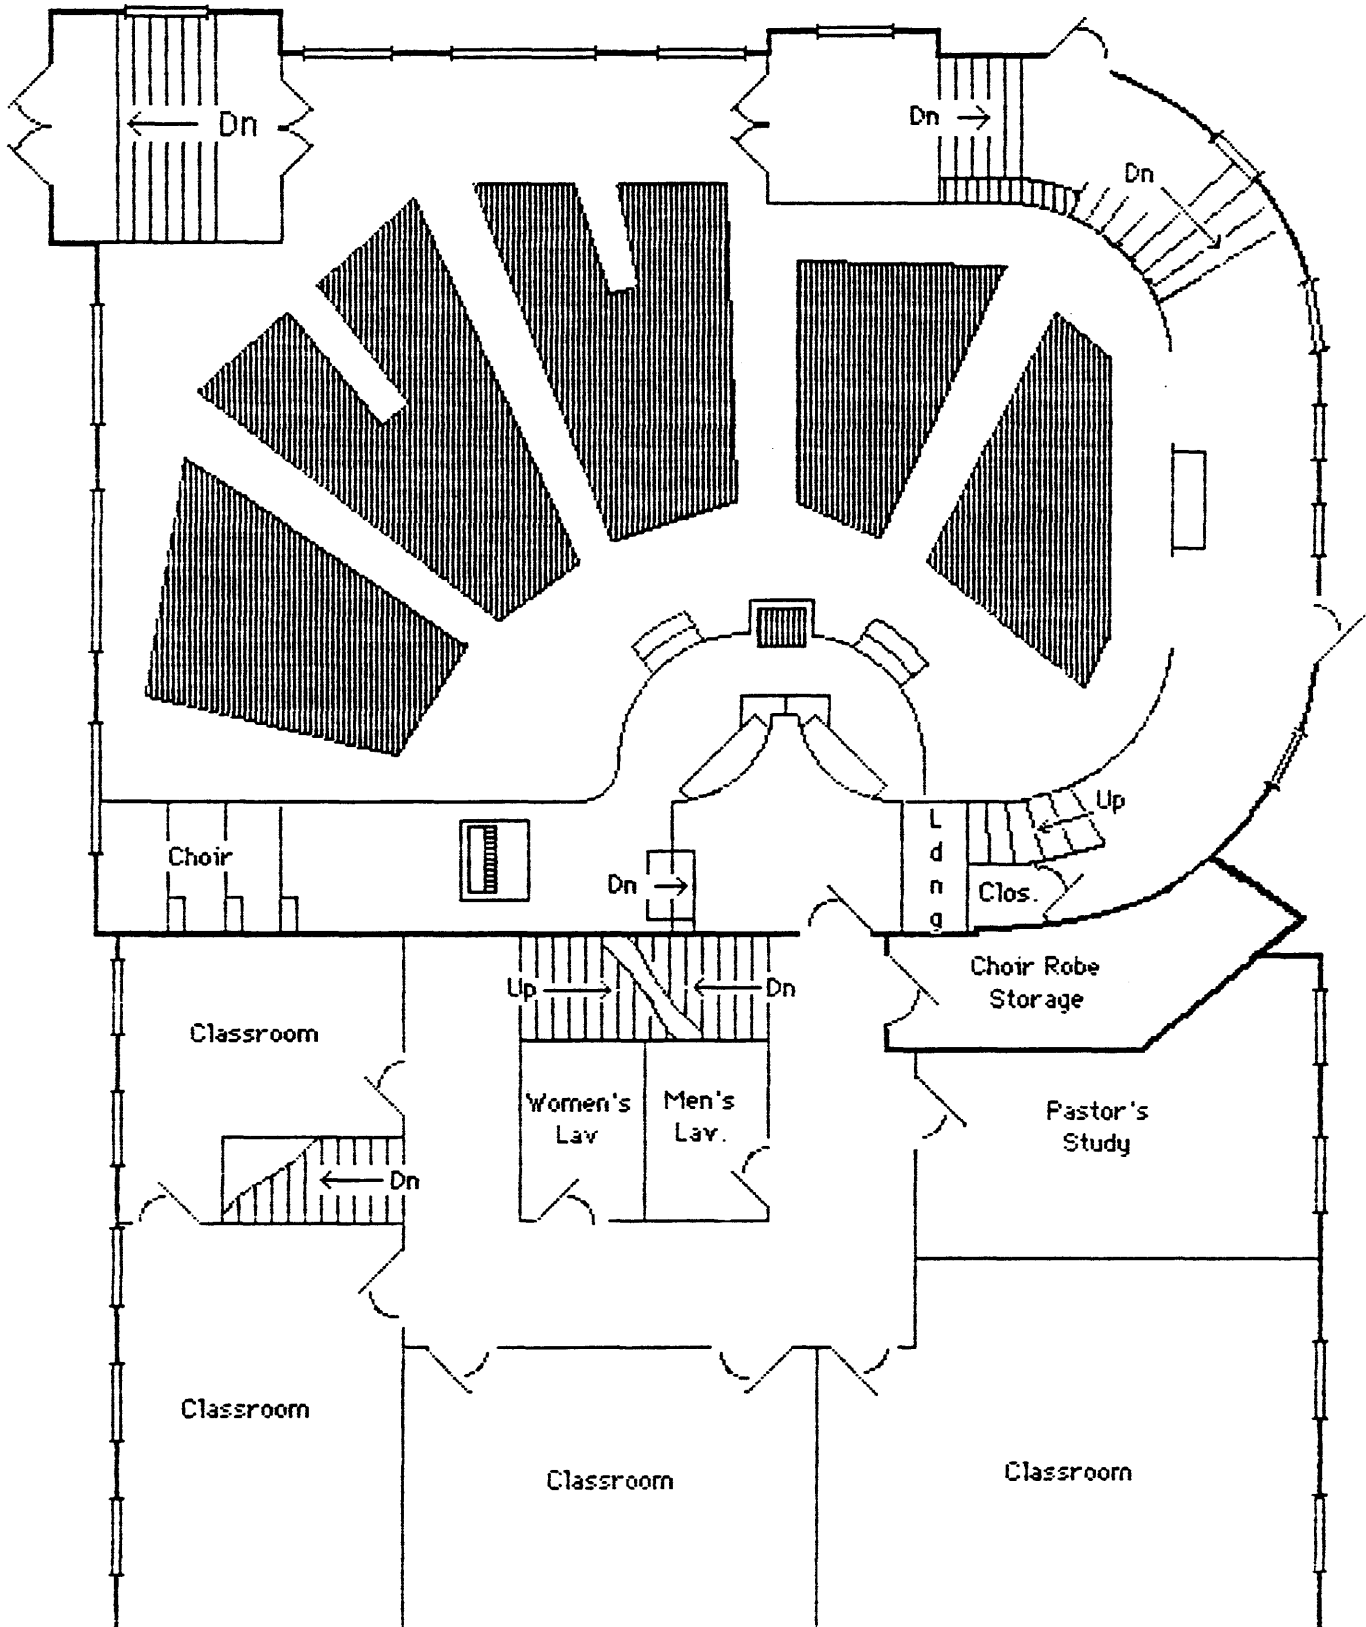 Dn
Dn
Dn
Up
L
d
n
g
Choir
Dn
Clos.
Choir Robe
Storage
Up
Dn
Classroom
Women's
Lav
Men's
Lav.
Pastor's
Study
Dn
Classroom
Classroom
Classroom